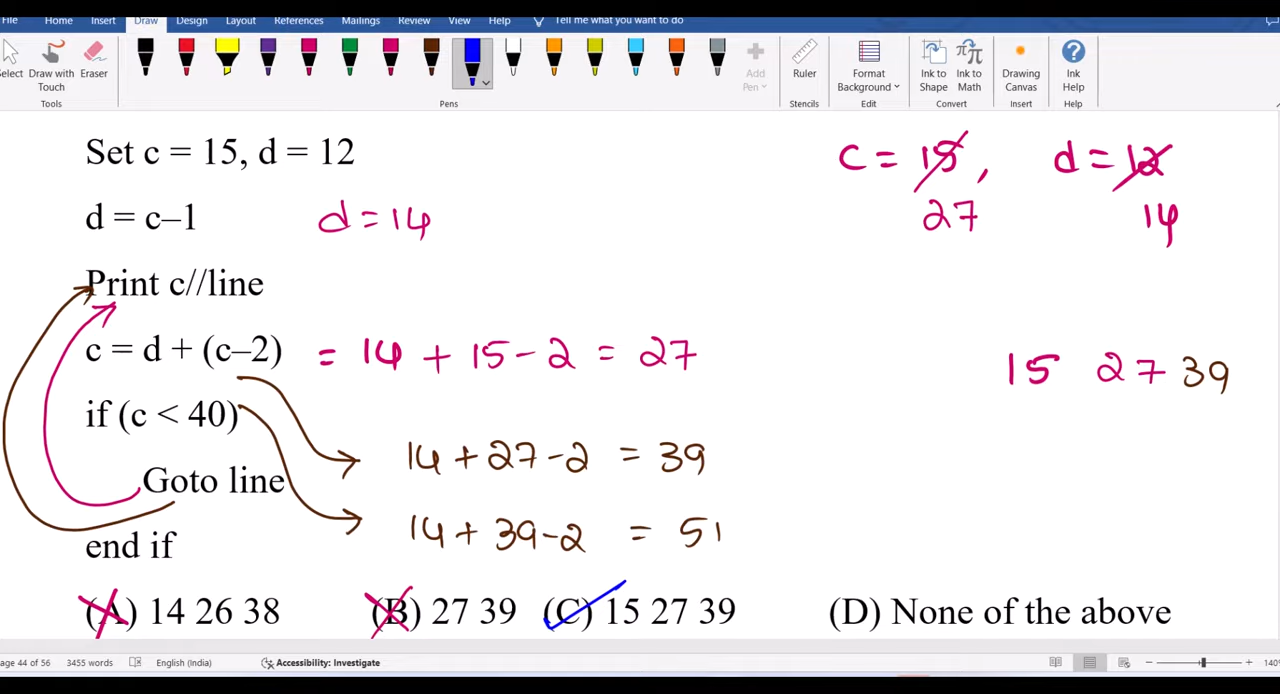 File Home Insert Draw Design Layout References Mailings Review View Help Tell me what you want to do
Select Draw with Touch Eraser Add Pen Ruler Format Background Ink to Shape Ink to Math Drawing Canvas Ink Help
Tools Pens Stencils Edit Convert Insert Help
Set c = 15, d = 12 c = 15, d = 12
27 14
d = c–1 d = 14
Print c//line
c = d + (c–2) = 14 + 15 - 2 = 27
15 27 39
if (c < 40)
14 + 27 - 2 = 39
Goto line
14 + 39 - 2 = 51
end if
(A) 14 26 38 (B) 27 39 (C) 15 27 39 (D) None of the above
age 44 of 56 3455 words English (India) Accessibility: Investigate 140